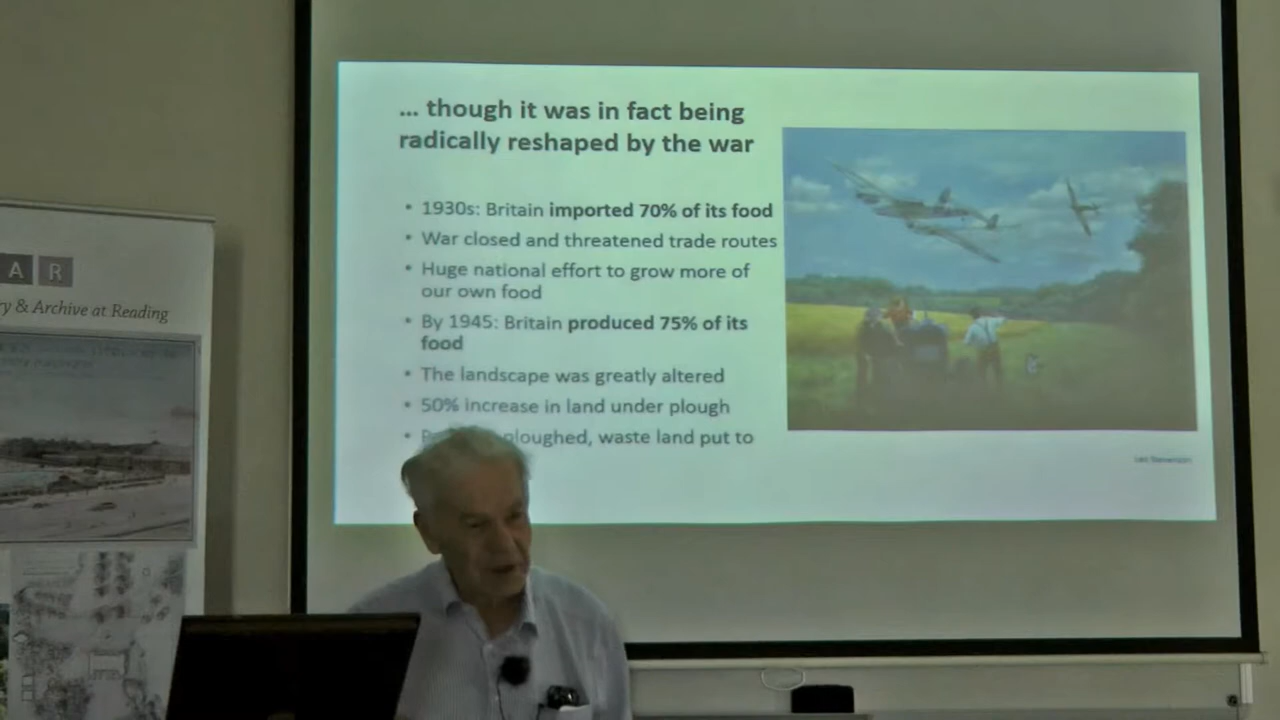 ... though it was in fact being
radically reshaped by the war
• 1930s: Britain imported 70% of its food
• War closed and threatened trade routes
• Huge national effort to grow more of
our own food
• By 1945: Britain produced 75% of its
food
• The landscape was greatly altered
• 50% increase in land under plough
• ploughed, waste land put to
A R
y & Archive at Reading